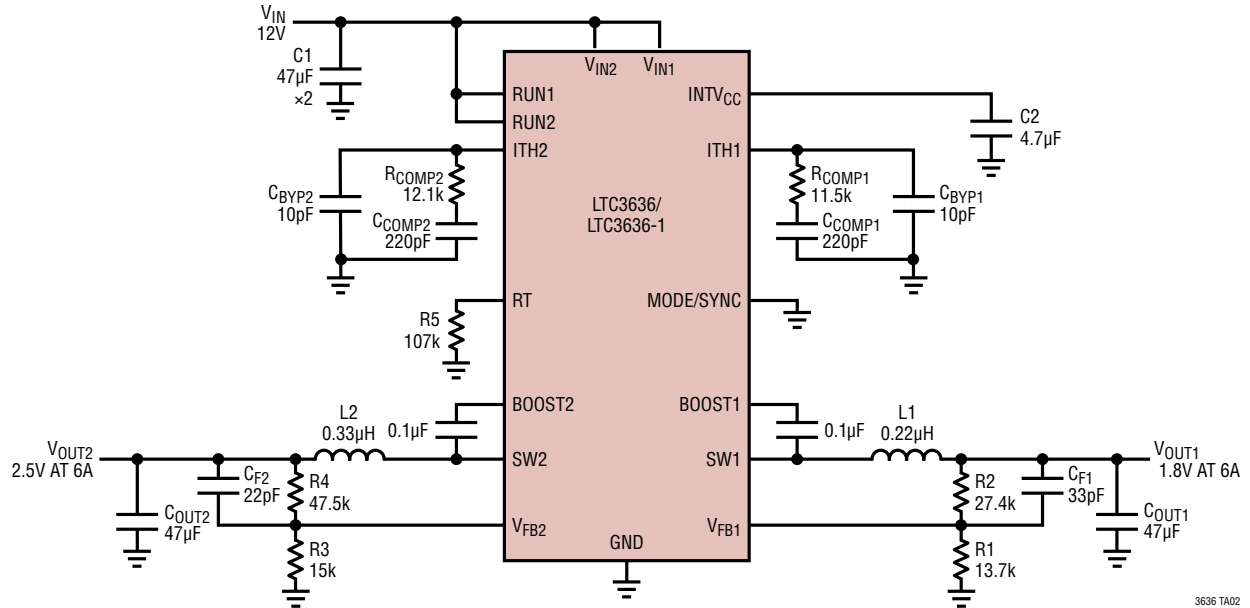 VIN
12V
C1
47µF
×2
VIN2
VIN1
RUN1
RUN2
INTVCC
C2
4.7µF
ITH2
ITH1
RCOMP2
12.1k
CBYP2
10pF
CCOMP2
220pF
LTC3636/
LTC3636-1
RCOMP1
11.5k
CCOMP1
220pF
CBYP1
10pF
RT
MODE/SYNC
R5
107k
BOOST2
BOOST1
L2
0.33µH
0.1µF
0.1µF
L1
0.22µH
VOUT2
2.5V AT 6A
SW2
SW1
VOUT1
1.8V AT 6A
CF2
22pF
R4
47.5k
R2
27.4k
CF1
33pF
COUT2
47µF
VFB2
VFB1
COUT1
47µF
R3
15k
GND
R1
13.7k
3636 TA02